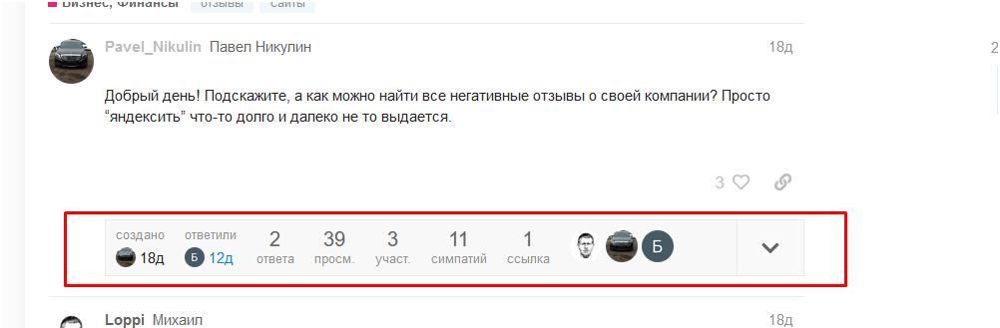 Бизнес, Финансы отзывы сайты
Pavel_Nikulin Павел Никулин 18д
2
Добрый день! Подскажите, а как можно найти все негативные отзывы о своей компании? Просто
“яндексить” что-то долго и далеко не то выдается.
3
создано ответили 2 39 3 11 1
18д Б 12д ответа просм. участ. симпатий ссылка Б
Loppi Михаил 18д